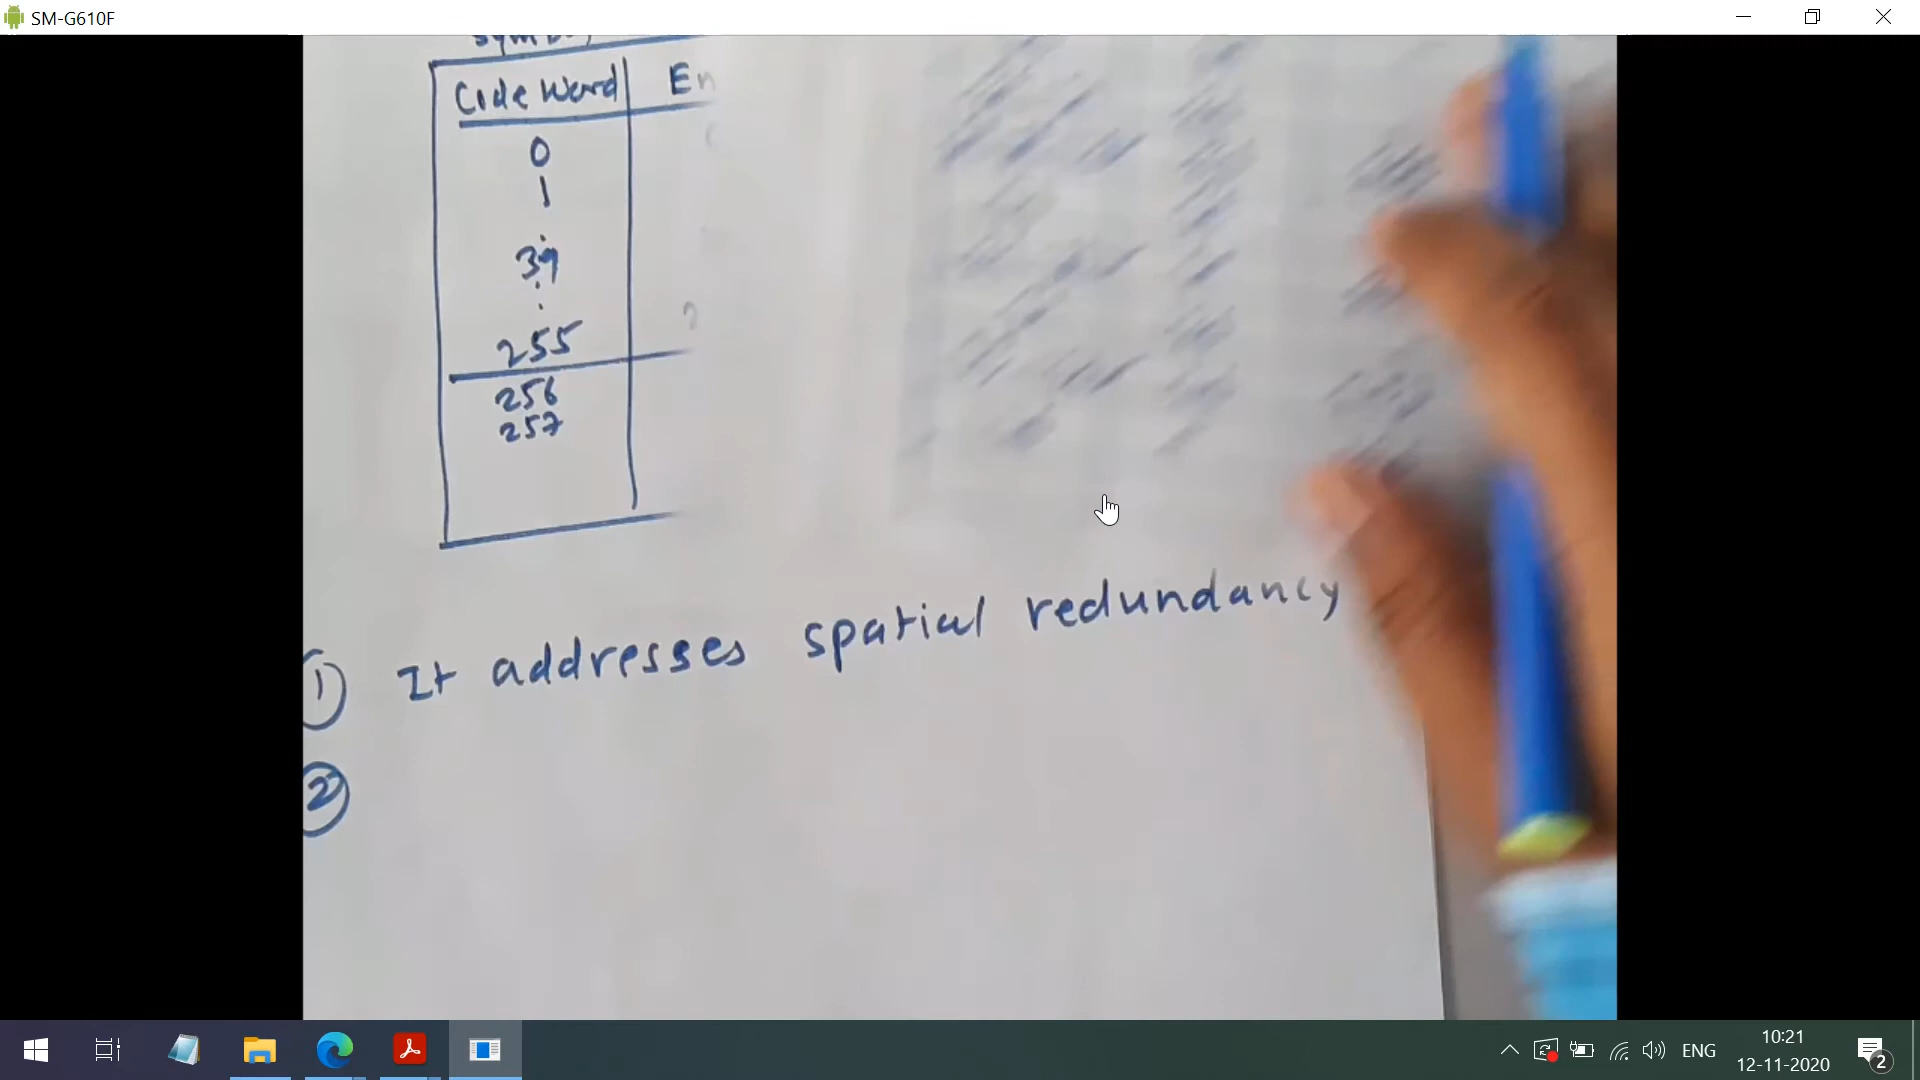 SM-G610F
Code Word
0
1
39
255
256
257
① It addresses spatial redundancy
②
ENG
10:21
12-11-2020
2